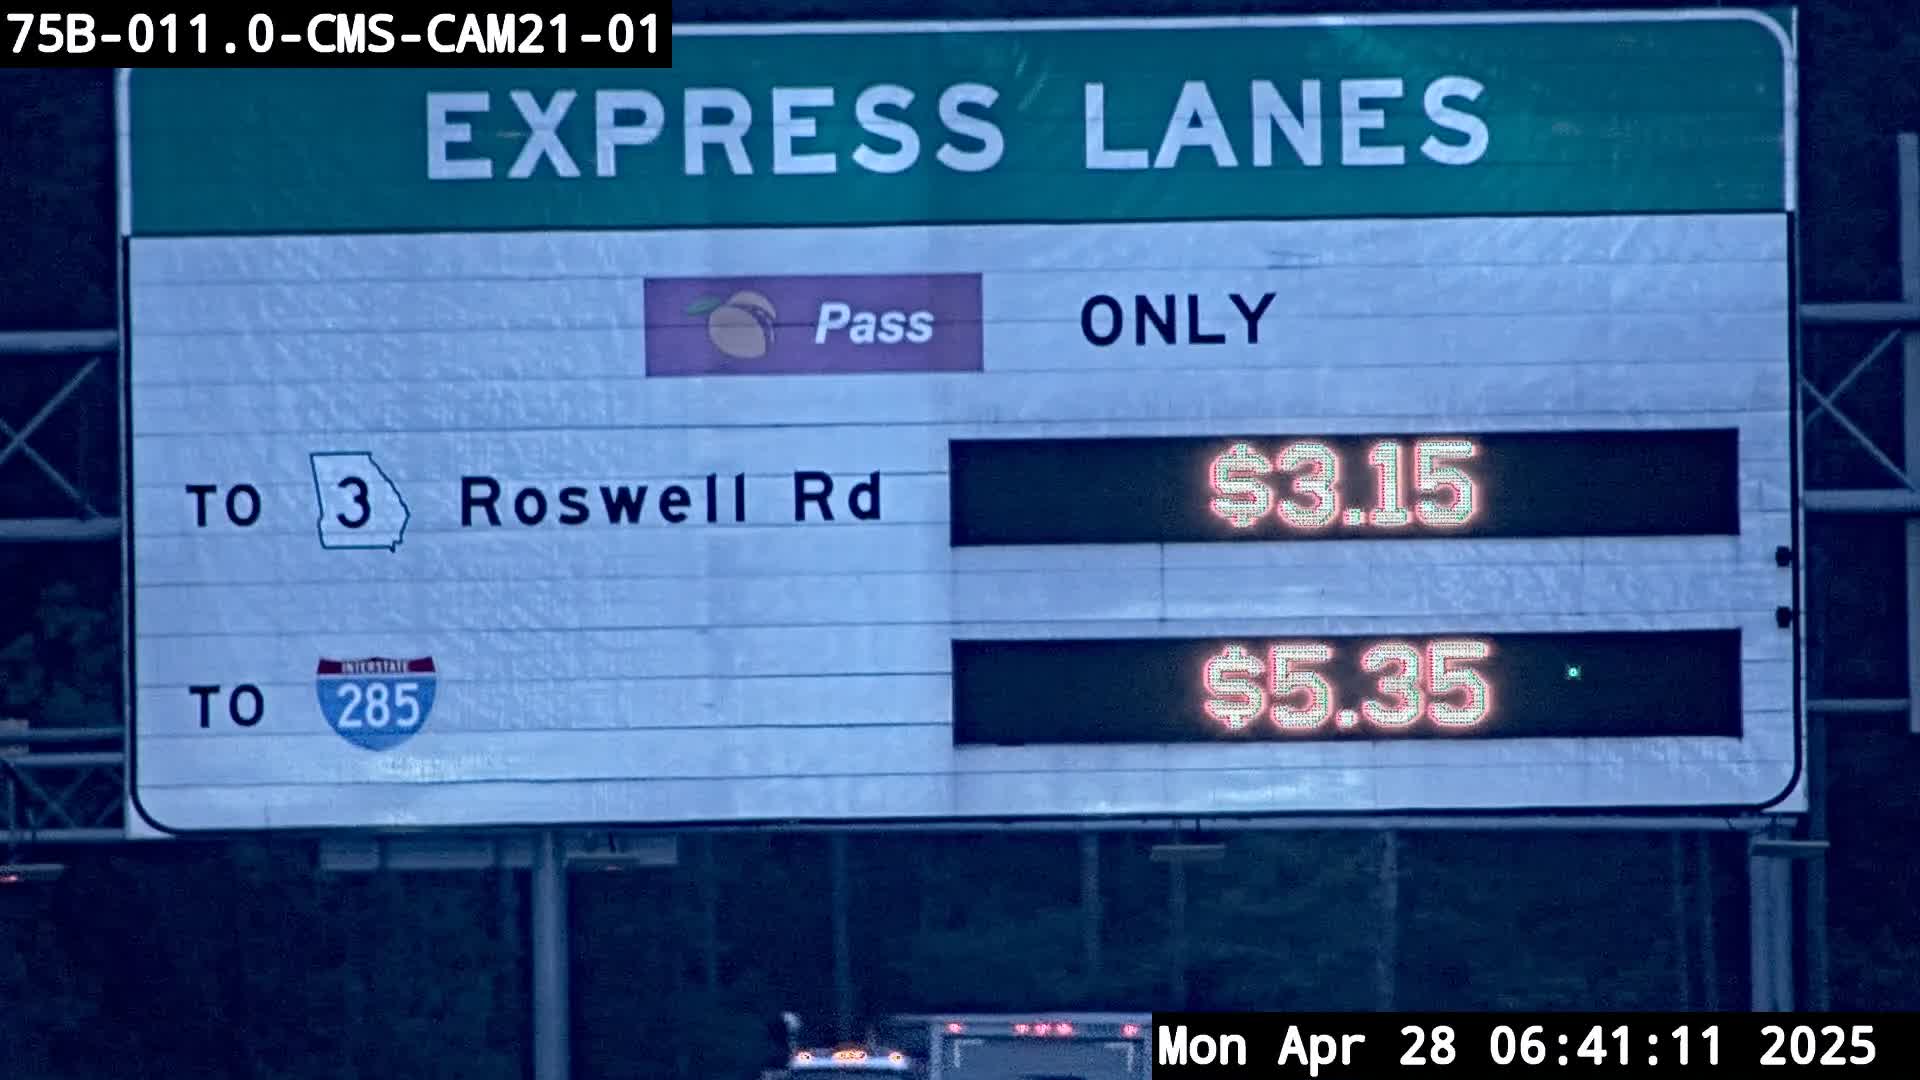 75B-011.0-CMS-CAM21-01
EXPRESS LANES
Pass ONLY
TO 3 Roswell Rd $3.15
INTERSTATE
TO 285 $5.35
Mon Apr 28 06:41:11 2025